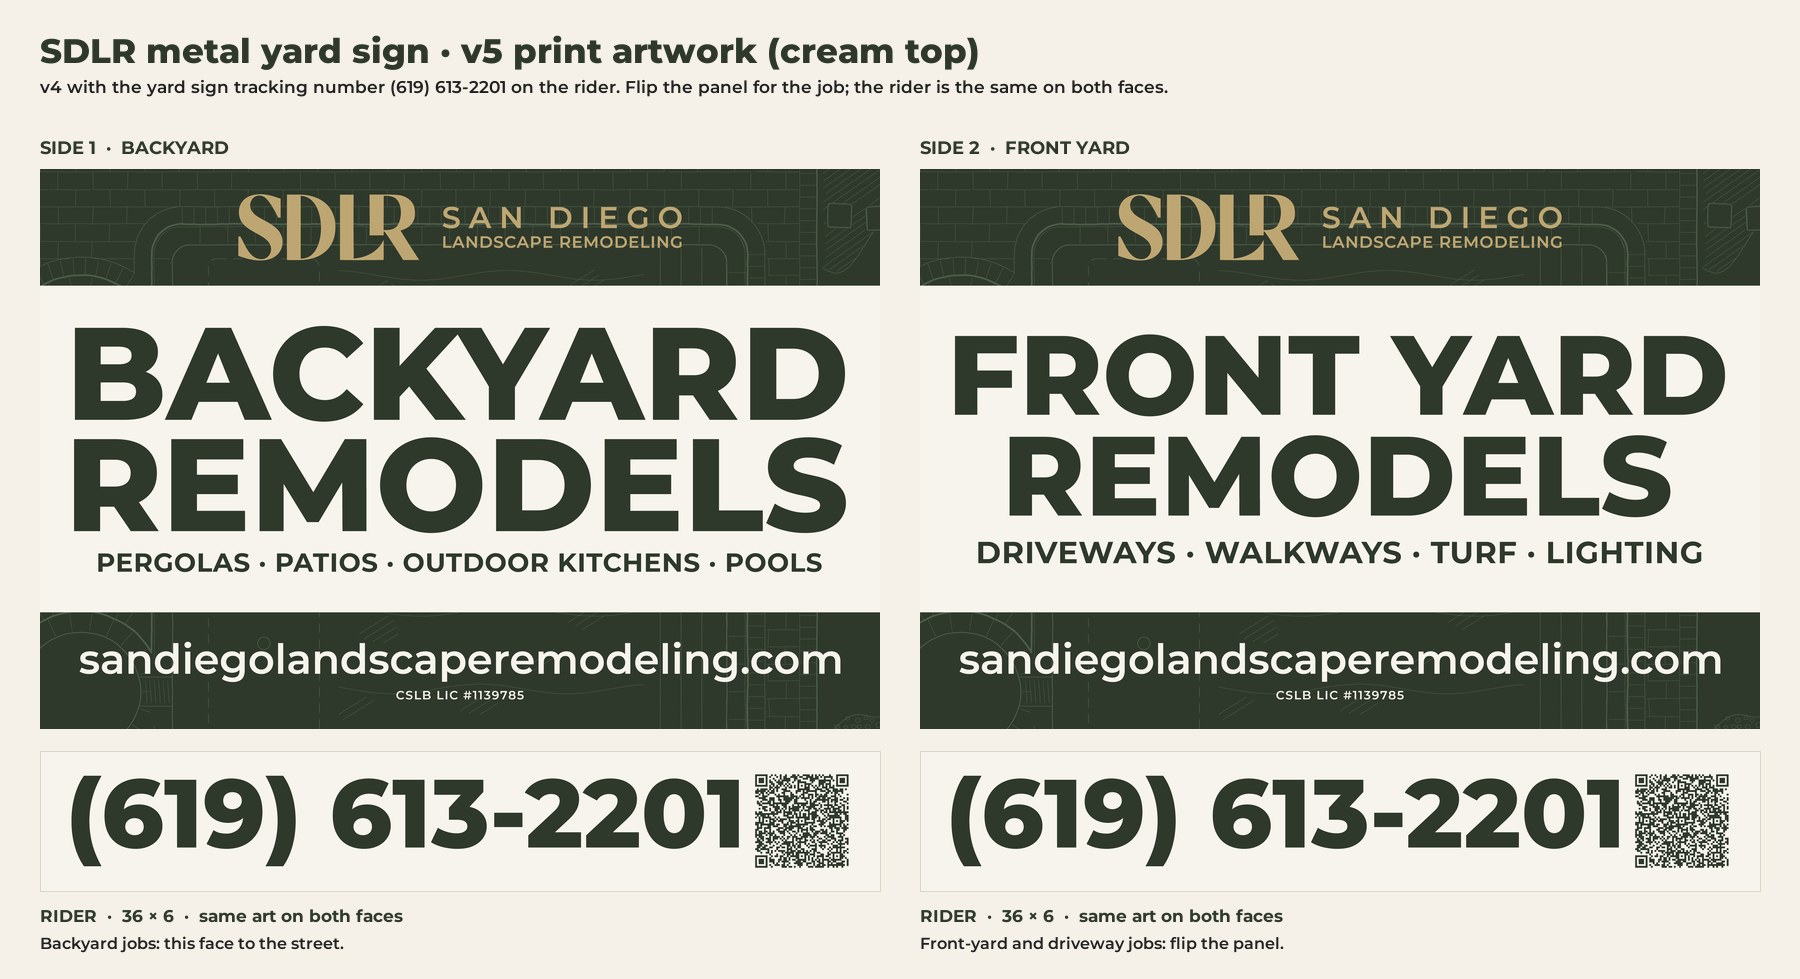 SDLR metal yard sign · v5 print artwork (cream top)
v4 with the yard sign tracking number (619) 613-2201 on the rider. Flip the panel for the job; the rider is the same on both faces.
SIDE 1 · BACKYARD
SDLR SAN DIEGO
LANDSCAPE REMODELING
BACKYARD
REMODELS
PERGOLAS · PATIOS · OUTDOOR KITCHENS · POOLS
sandiegolandscaperemodeling.com
CSLB LIC #1139785
(619) 613-2201
RIDER · 36 × 6 · same art on both faces
Backyard jobs: this face to the street.
SIDE 2 · FRONT YARD
SDLR SAN DIEGO
LANDSCAPE REMODELING
FRONT YARD
REMODELS
DRIVEWAYS · WALKWAYS · TURF · LIGHTING
sandiegolandscaperemodeling.com
CSLB LIC #1139785
(619) 613-2201
RIDER · 36 × 6 · same art on both faces
Front-yard and driveway jobs: flip the panel.